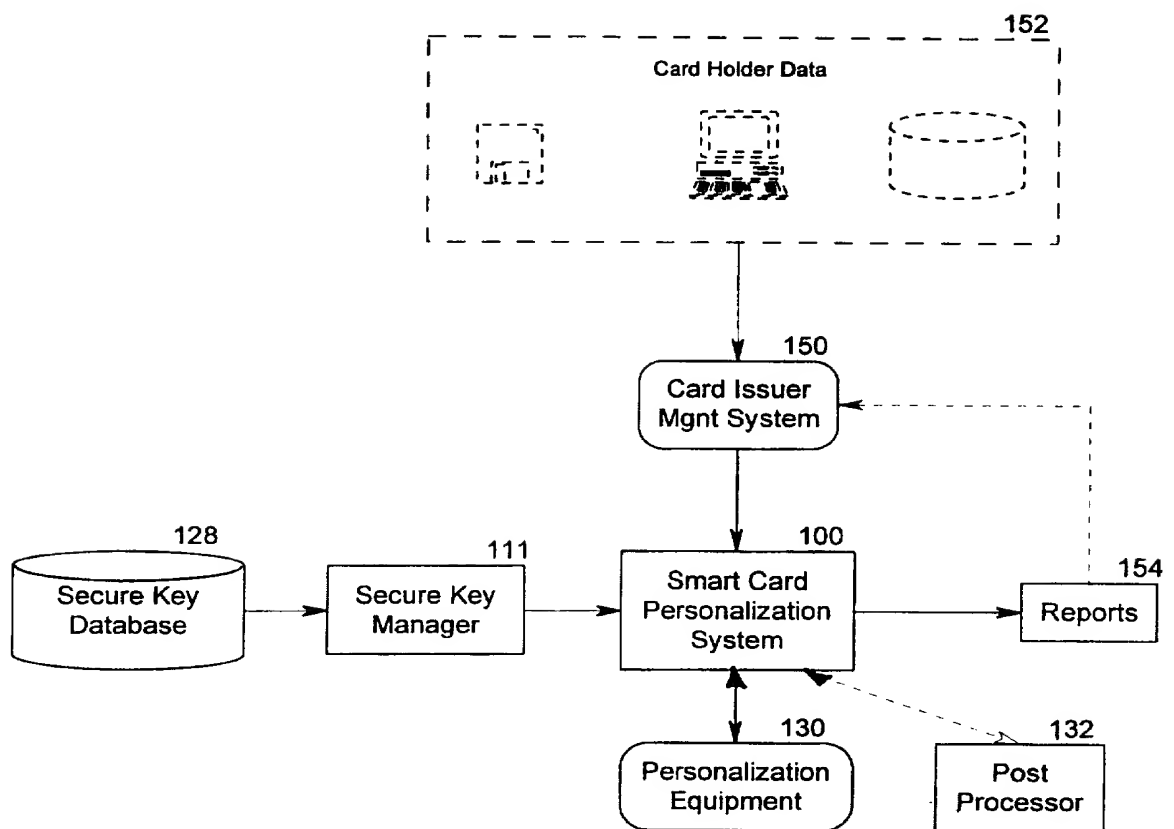 152
Card Holder Data
150
Card Issuer
Mgnt System
128
Secure Key
Database
111
Secure Key
Manager
100
Smart Card
Personalization
System
154
Reports
130
Personalization
Equipment
132
Post
Processor